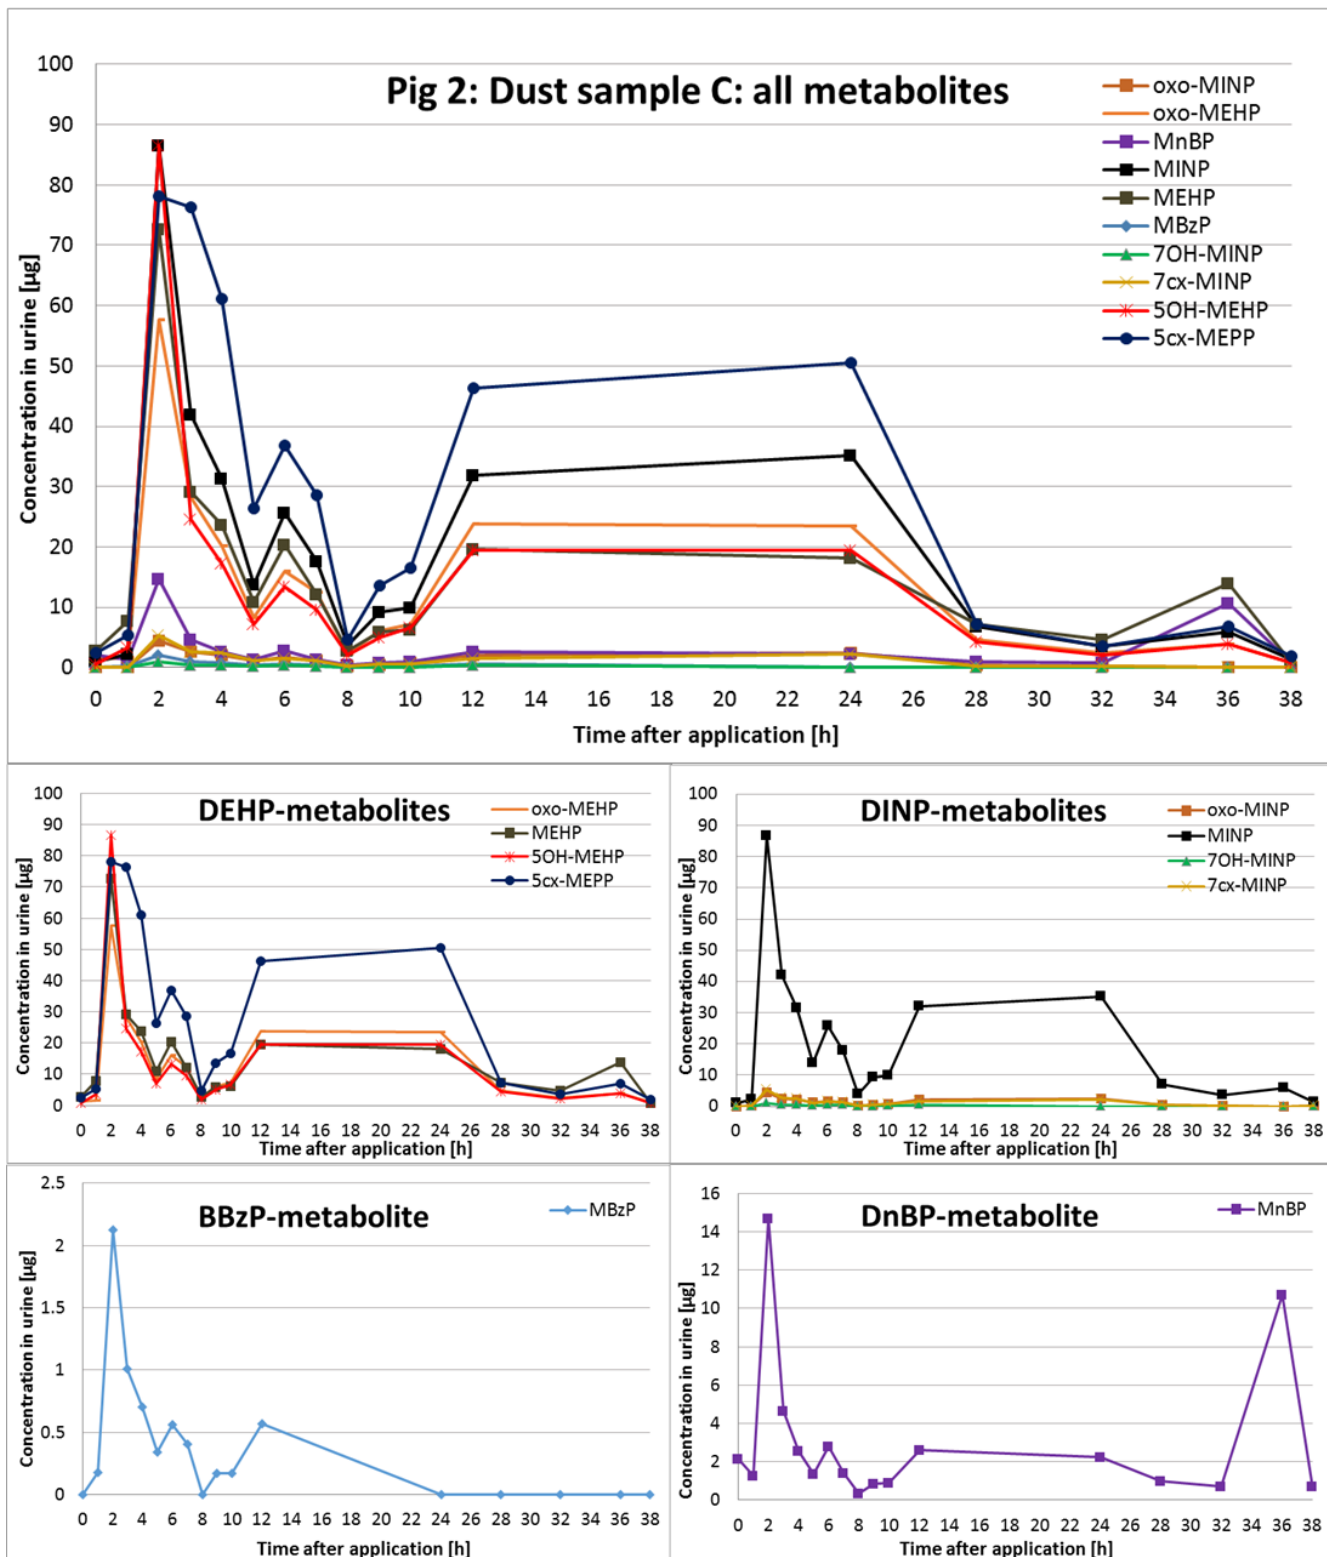 Pig 2: Dust sample C: all metabolites
Concentration in urine [µg]
100
90
80
70
60
50
40
30
20
10
0
oxo-MINP
oxo-MEHP
MnBP
MINP
MEHP
MBzP
7OH-MINP
7cx-MINP
5OH-MEHP
5cx-MEPP
0 2 4 6 8 10 12 14 16 18 20 22 24 26 28 30 32 34 36 38
Time after application [h]
DEHP-metabolites
Concentration in urine [µg]
100
90
80
70
60
50
40
30
20
10
0
oxo-MEHP
MEHP
5OH-MEHP
5cx-MEPP
0 2 4 6 8 10 12 14 16 18 20 22 24 26 28 30 32 34 36 38
Time after application [h]
DINP-metabolites
Concentration in urine [µg]
100
90
80
70
60
50
40
30
20
10
0
oxo-MINP
MINP
7OH-MINP
7cx-MINP
0 2 4 6 8 10 12 14 16 18 20 22 24 26 28 30 32 34 36 38
Time after application [h]
BBzP-metabolite
Concentration in urine [µg]
2.5
2
1.5
1
0.5
0
MBzP
0 2 4 6 8 10 12 14 16 18 20 22 24 26 28 30 32 34 36 38
Time after application [h]
DnBP-metabolite
Concentration in urine [µg]
16
14
12
10
8
6
4
2
0
MnBP
0 2 4 6 8 10 12 14 16 18 20 22 24 26 28 30 32 34 36 38
Time after application [h]